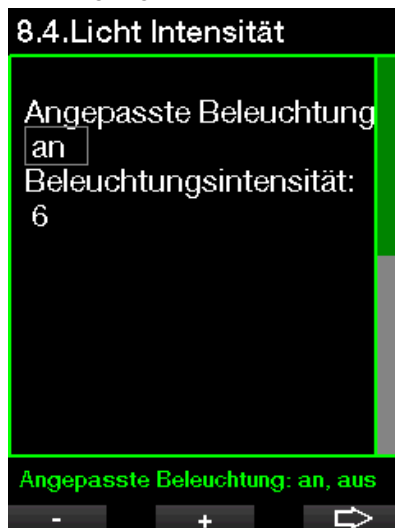 8.4.Licht Intensität
Angepasste Beleuchtung
an
Beleuchtungsintensität:
6
Angepasste Beleuchtung: an, aus
- +